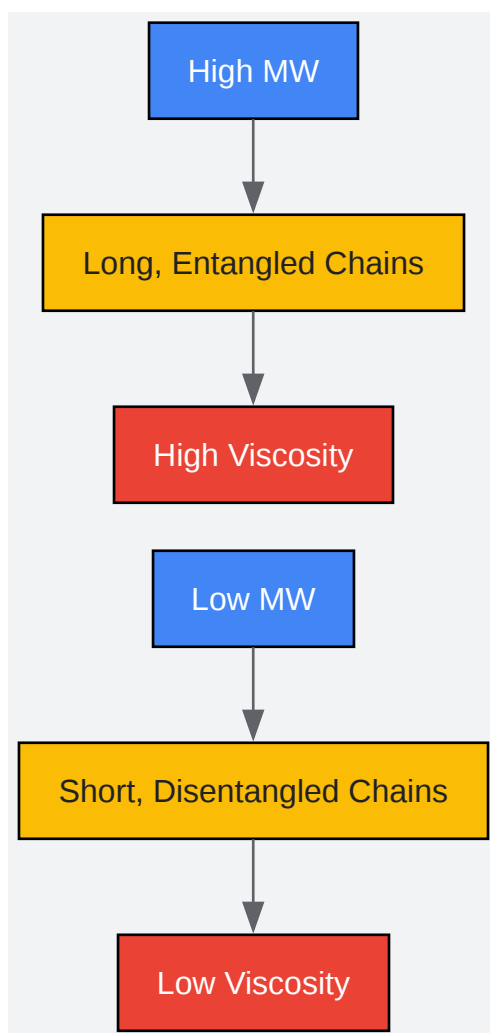 High MW
Long, Entangled Chains
High Viscosity
Low MW
Short, Disentangled Chains
Low Viscosity